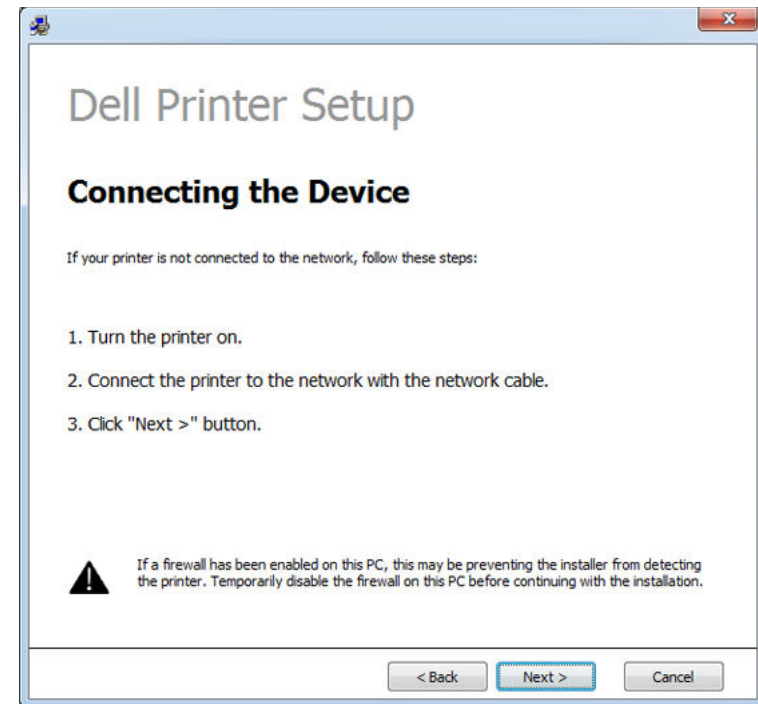 Dell Printer Setup
Connecting the Device
If your printer is not connected to the network, follow these steps:
1. Turn the printer on.
2. Connect the printer to the network with the network cable.
3. Click "Next >" button.
If a firewall has been enabled on this PC, this may be preventing the installer from detecting
the printer. Temporarily disable the firewall on this PC before continuing with the installation.
< Back Next > Cancel